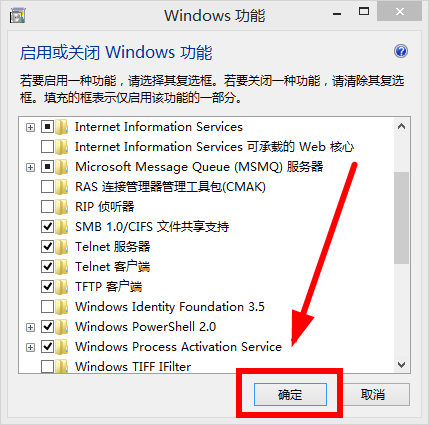 Windows 功能
启用或关闭 Windows 功能
若要启用一种功能，请选择其复选框。若要关闭一种功能，请清除其复选
框。填充的框表示仅启用该功能的一部分。
Internet Information Services
Internet Information Services 可承载的 Web 核心
Microsoft Message Queue (MSMQ) 服务器
RAS 连接管理器管理工具包(CMAK)
RIP 侦听器
SMB 1.0/CIFS 文件共享支持
Telnet 服务器
Telnet 客户端
TFTP 客户端
Windows Identity Foundation 3.5
Windows PowerShell 2.0
Windows Process Activation Service
Windows TIFF IFilter
确定 取消